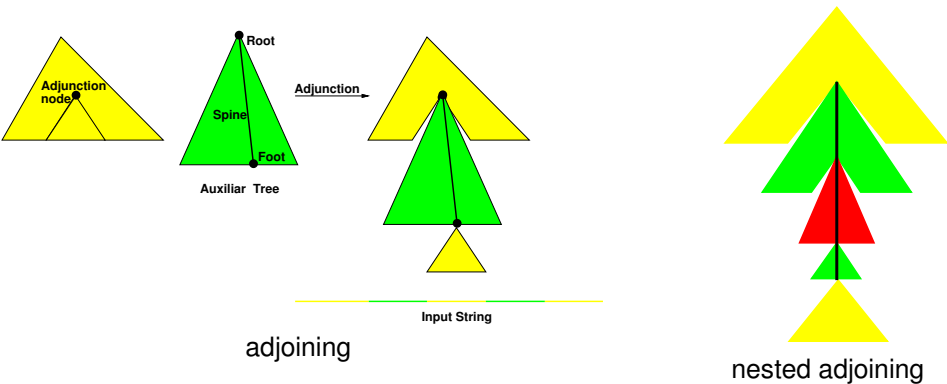 Adjunction
node
Root
Spine
Foot
Auxiliar Tree
Adjunction
Input String
adjoining
nested adjoining